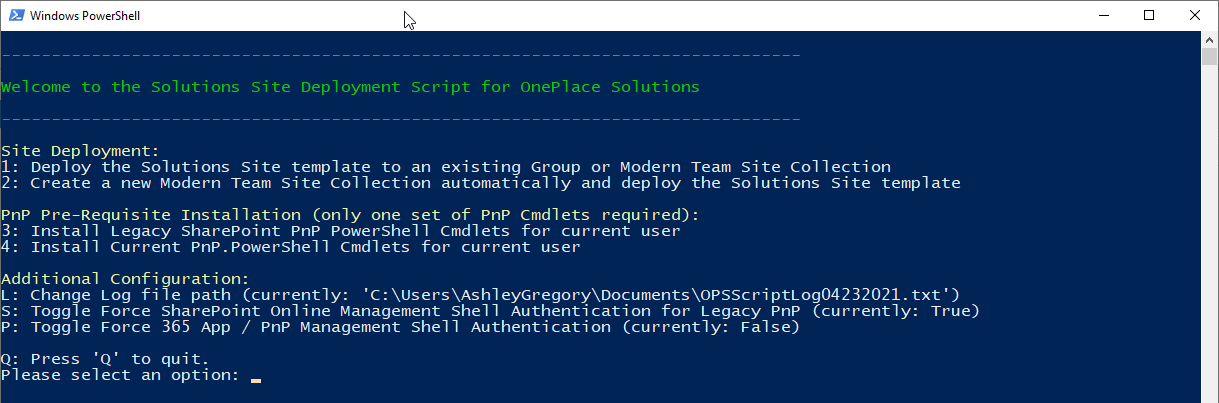 Windows PowerShell
--------------------------------------------------------------------------------
Welcome to the Solutions Site Deployment Script for OnePlace Solutions
--------------------------------------------------------------------------------
Site Deployment:
1: Deploy the Solutions Site template to an existing Group or Modern Team Site Collection
2: Create a new Modern Team Site Collection automatically and deploy the Solutions Site template
PnP Pre-Requisite Installation (only one set of PnP Cmdlets required):
3: Install Legacy SharePoint PnP PowerShell Cmdlets for current user
4: Install Current PnP.PowerShell Cmdlets for current user
Additional Configuration:
L: Change Log file path (currently: 'C:\Users\AshleyGregory\Documents\OPSScriptLog04232021.txt')
S: Toggle Force SharePoint Online Management Shell Authentication for Legacy PnP (currently: True)
P: Toggle Force 365 App / PnP Management Shell Authentication (currently: False)
Q: Press 'Q' to quit.
Please select an option: